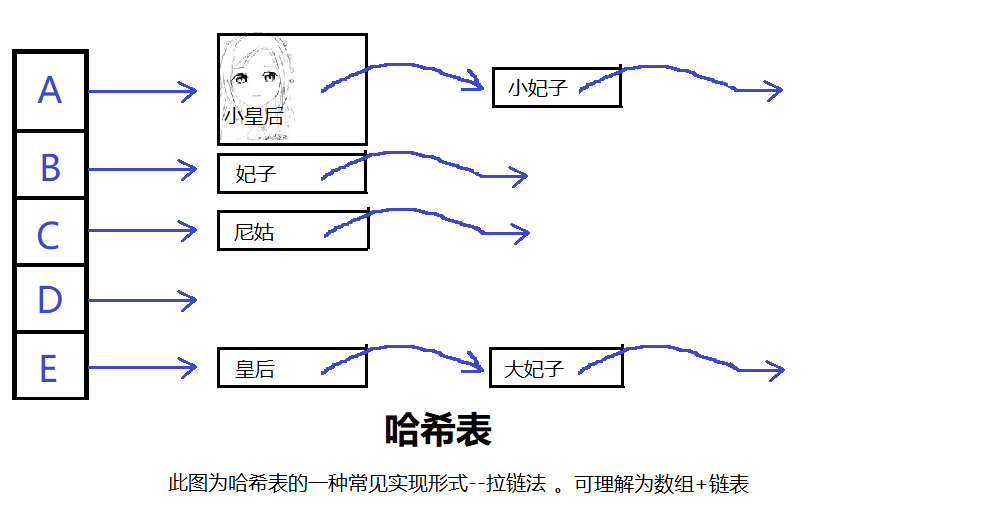 A
小皇后
小妃子
B
妃子
C
尼姑
D
E
皇后
大妃子
哈希表
此图为哈希表的一种常见实现形式--拉链法 。可理解为数组+链表